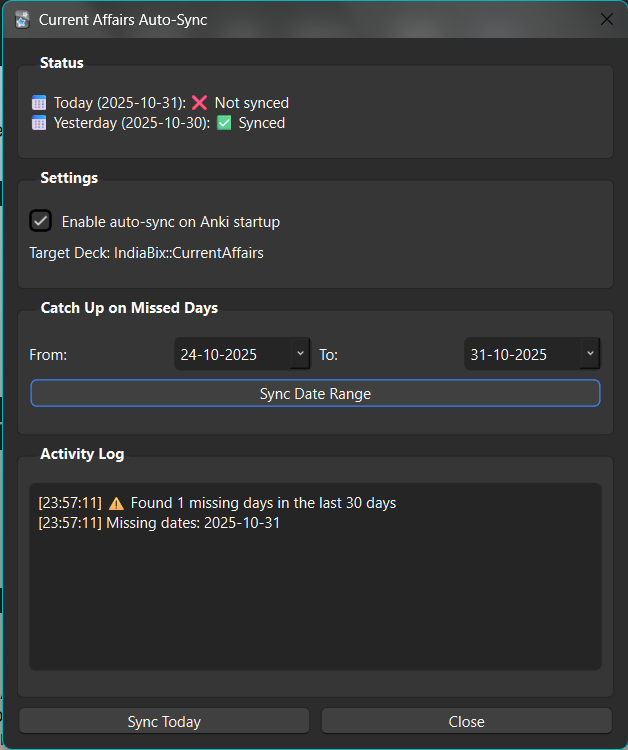 Current Affairs Auto-Sync
Status
📅 Today (2025-10-31): ❌ Not synced
📅 Yesterday (2025-10-30): ✅ Synced
Settings
Enable auto-sync on Anki startup
Target Deck: IndiaBix::CurrentAffairs
Catch Up on Missed Days
From: 24-10-2025 To: 31-10-2025
Sync Date Range
Activity Log
[23:57:11] ⚠️ Found 1 missing days in the last 30 days
[23:57:11] Missing dates: 2025-10-31
Sync Today Close